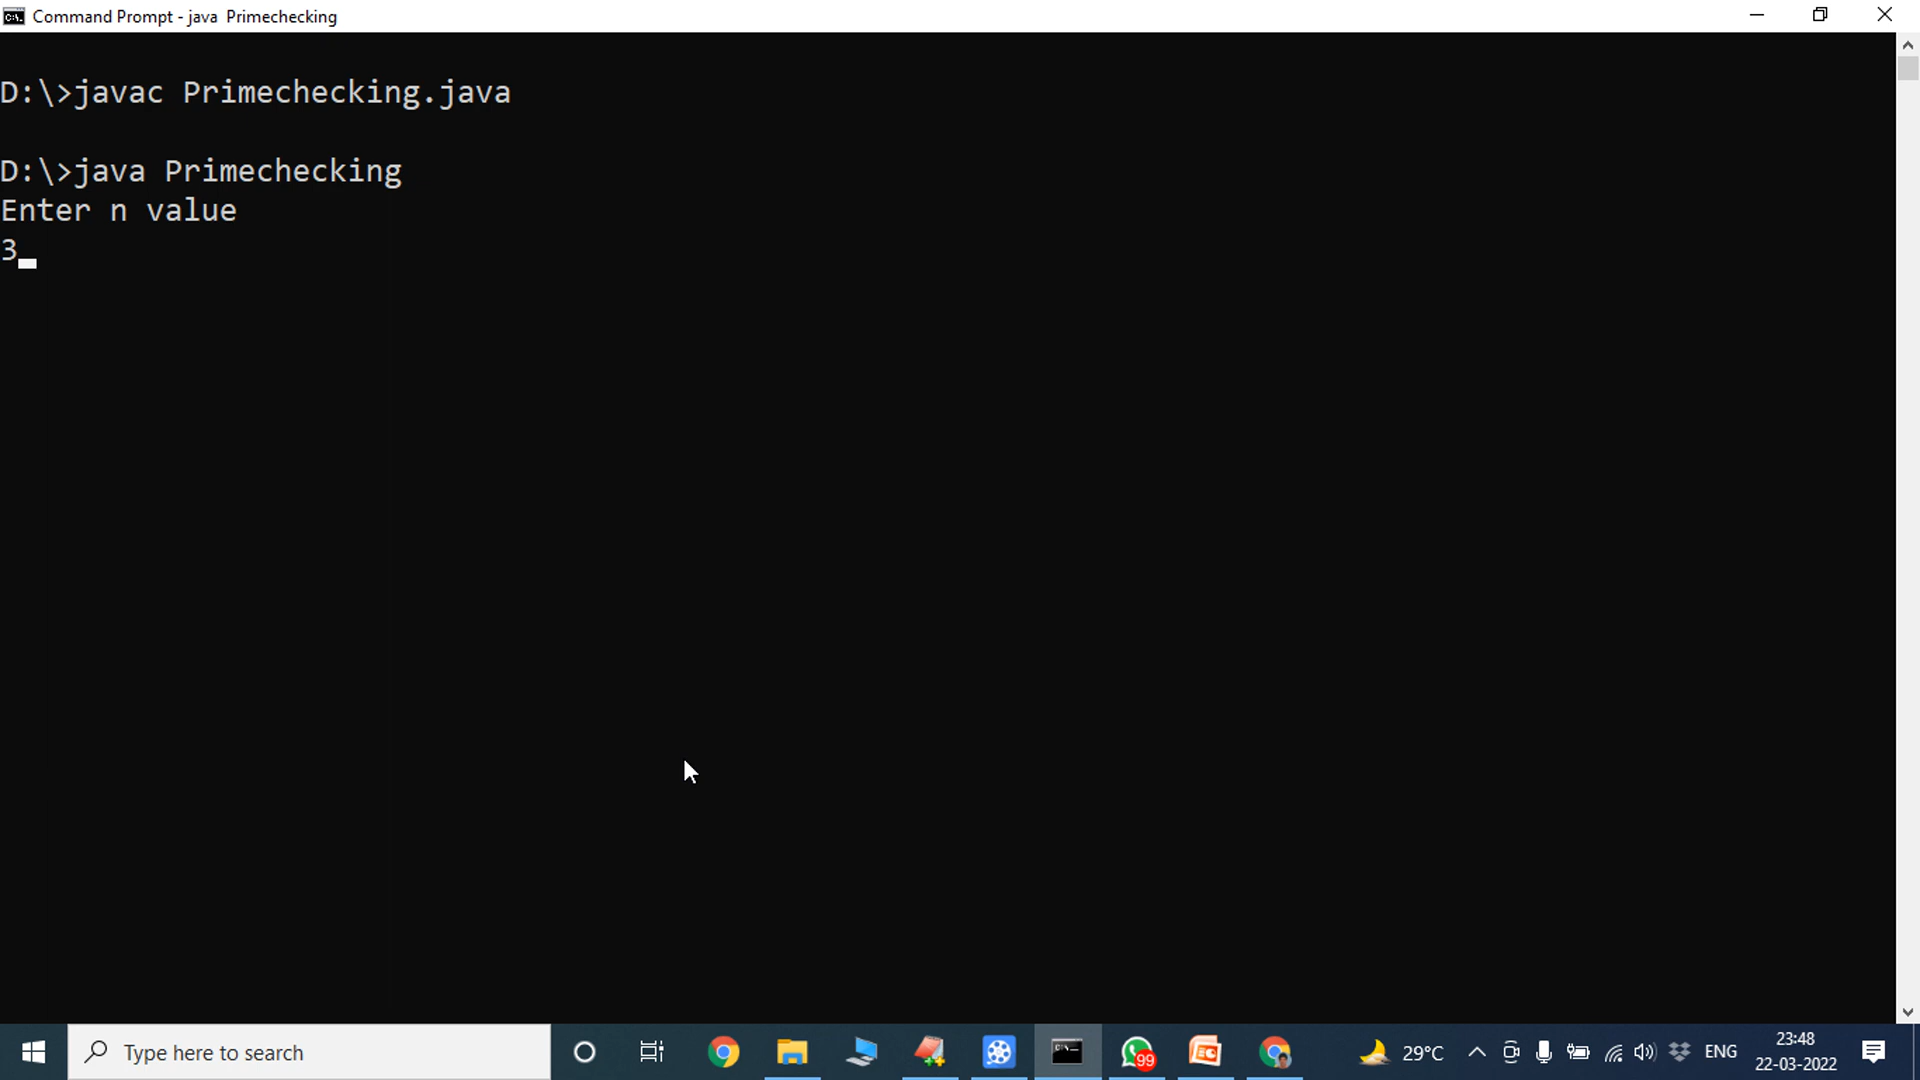 Command Prompt - java  Primechecking
D:\>javac Primechecking.java
D:\>java Primechecking
Enter n value
3
Type here to search
99
29°C
ENG
23:48
22-03-2022